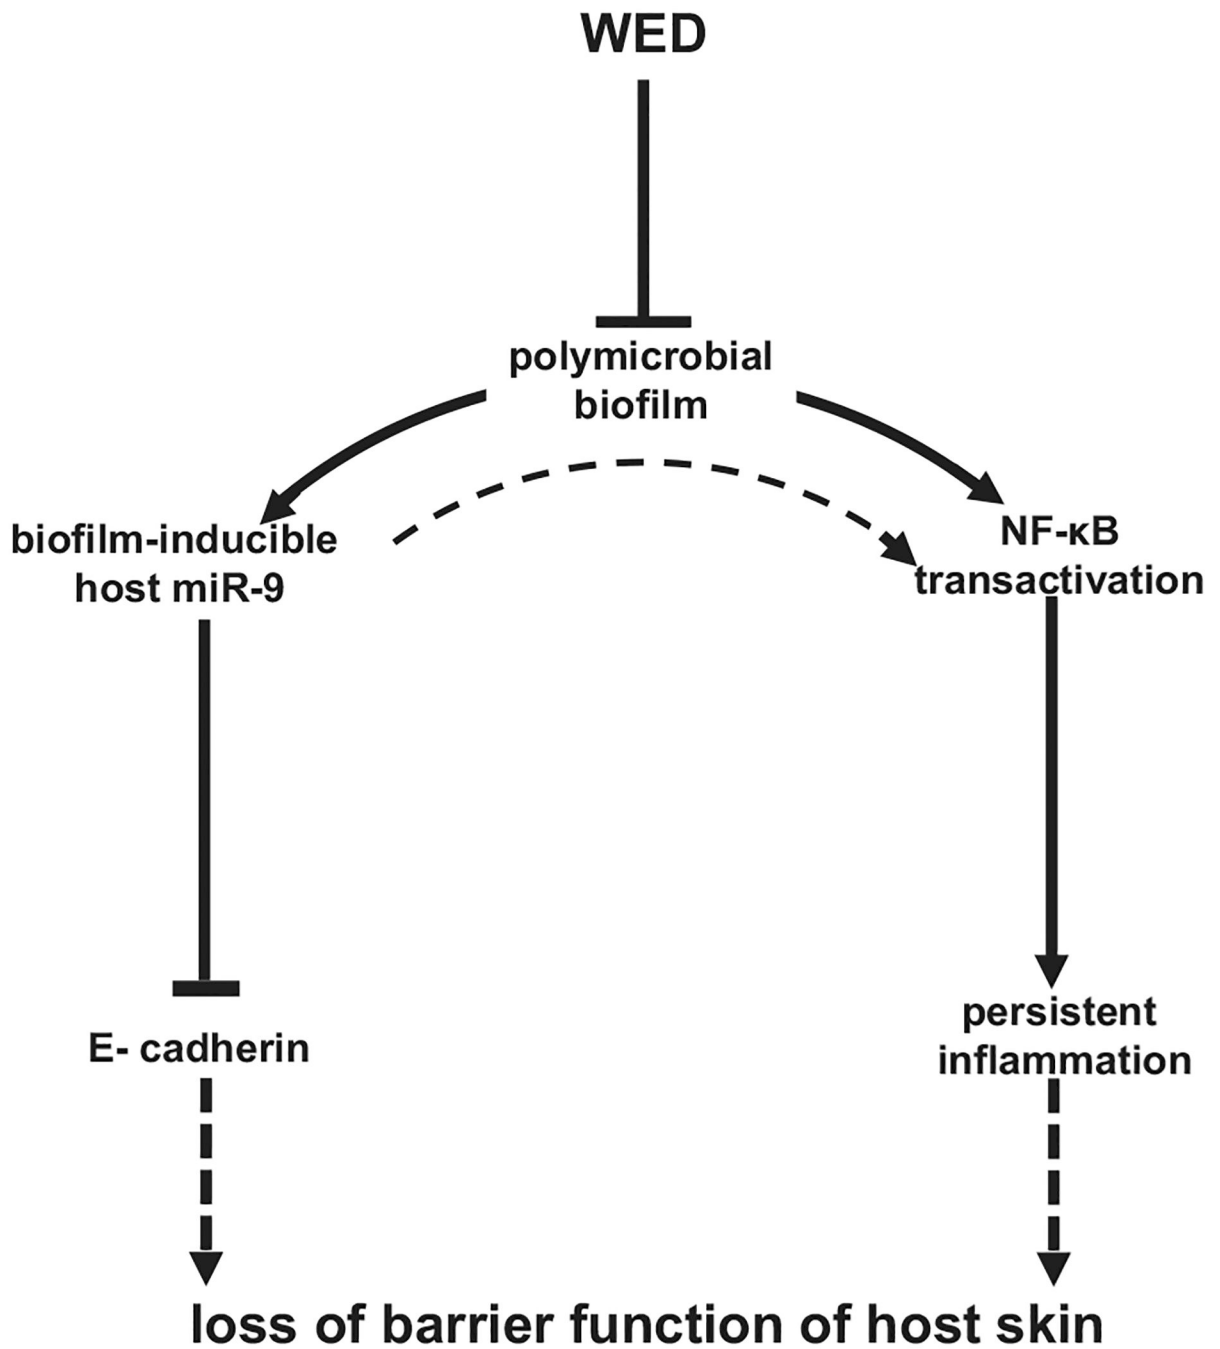 WED
polymicrobial
biofilm
biofilm-inducible
host miR-9
NF-κB
transactivation
E- cadherin
persistent
inflammation
loss of barrier function of host skin